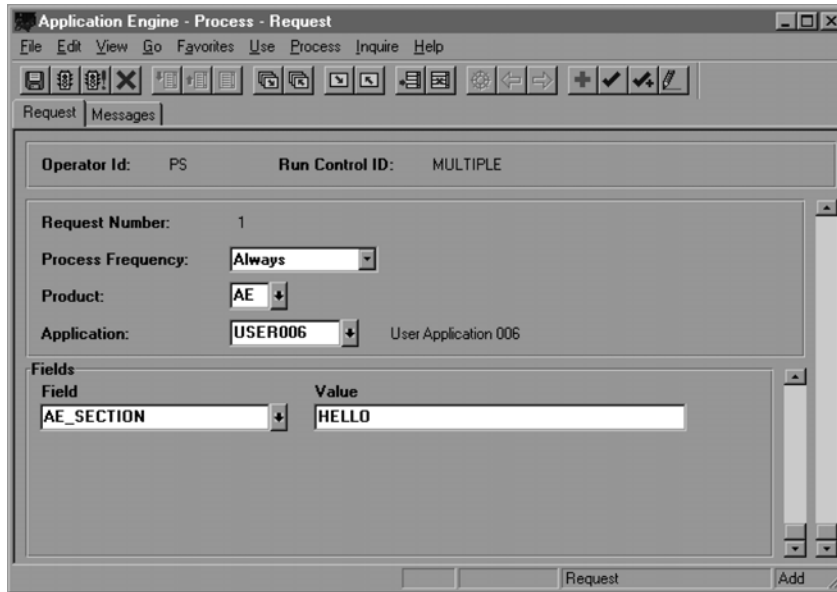 Application Engine - Process - Request
File Edit View Go Favorites Use Process Inquire Help
Request Messages
Operator Id: PS Run Control ID: MULTIPLE
Request Number: 1
Process Frequency: Always
Product: AE
Application: USER006 User Application 006
Fields
Field Value
AE_SECTION HELLO
Request Add